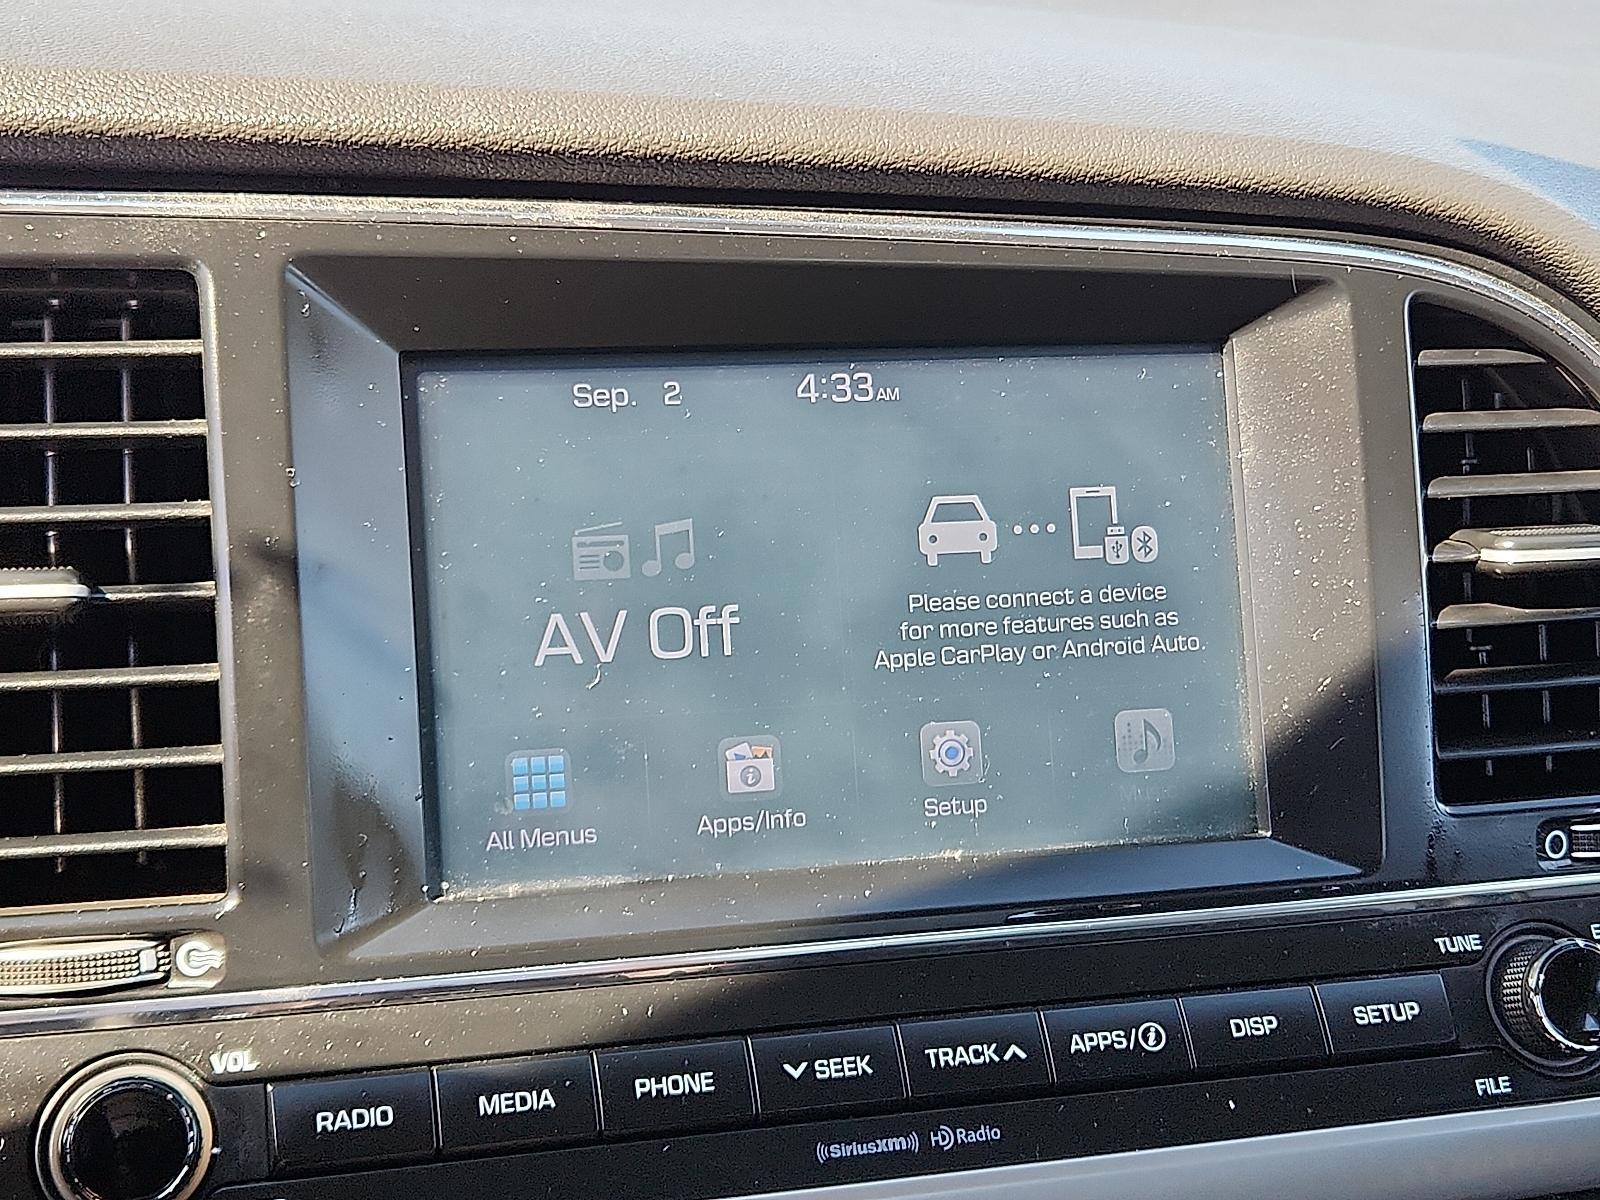 Sep. 2 4:33AM
AV Off
Please connect a device
for more features such as
Apple CarPlay or Android Auto.
All Menus
Apps/Info
Setup
VOL
TUNE
RADIO
MEDIA
PHONE
SEEK
TRACK
APPS/i
DISP
SETUP
FILE
SiriusXM HD Radio